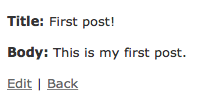 Title: First post!
Body: This is my first post.
Edit | Back